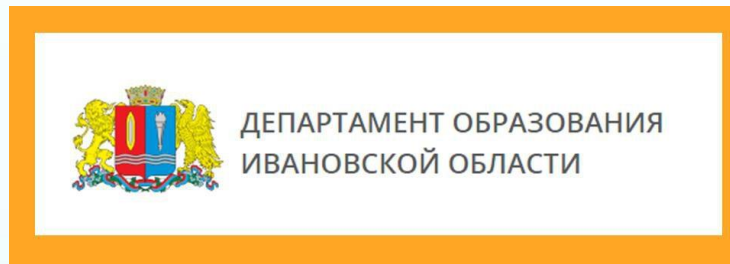 ДЕПАРТАМЕНТ ОБРАЗОВАНИЯ
ИВАНОВСКОЙ ОБЛАСТИ